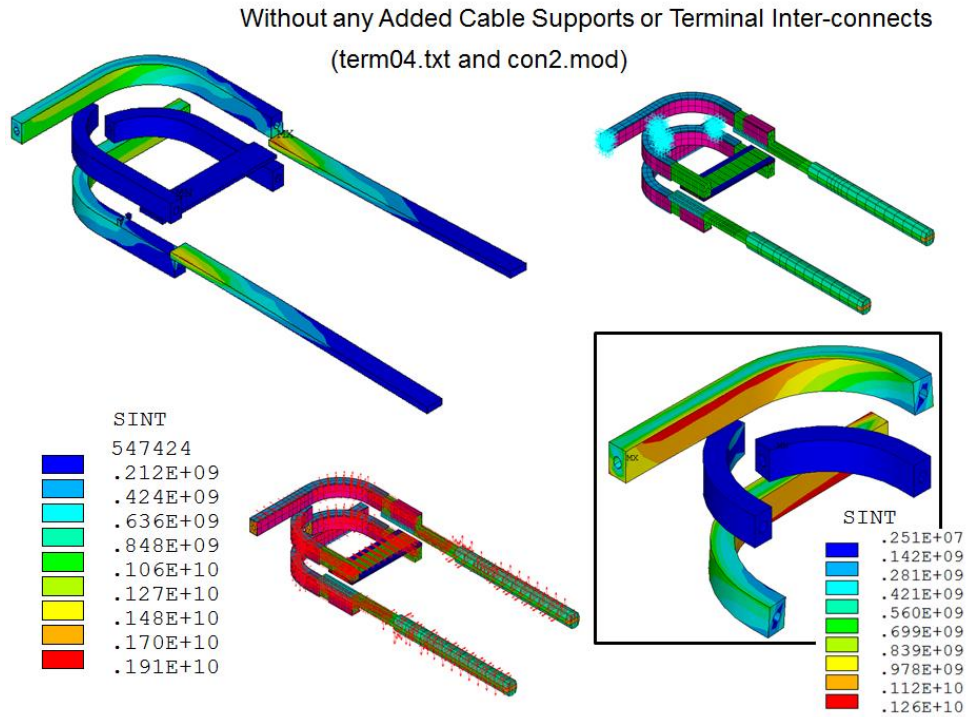 Without any Added Cable Supports or Terminal Inter-connects
(term04.txt and con2.mod)
MX
SINT
547424
.212E+09
.424E+09
.636E+09
.848E+09
.106E+10
.127E+10
.148E+10
.170E+10
.191E+10
MX
SINT
.251E+07
.142E+09
.281E+09
.421E+09
.560E+09
.699E+09
.839E+09
.978E+09
.112E+10
.126E+10